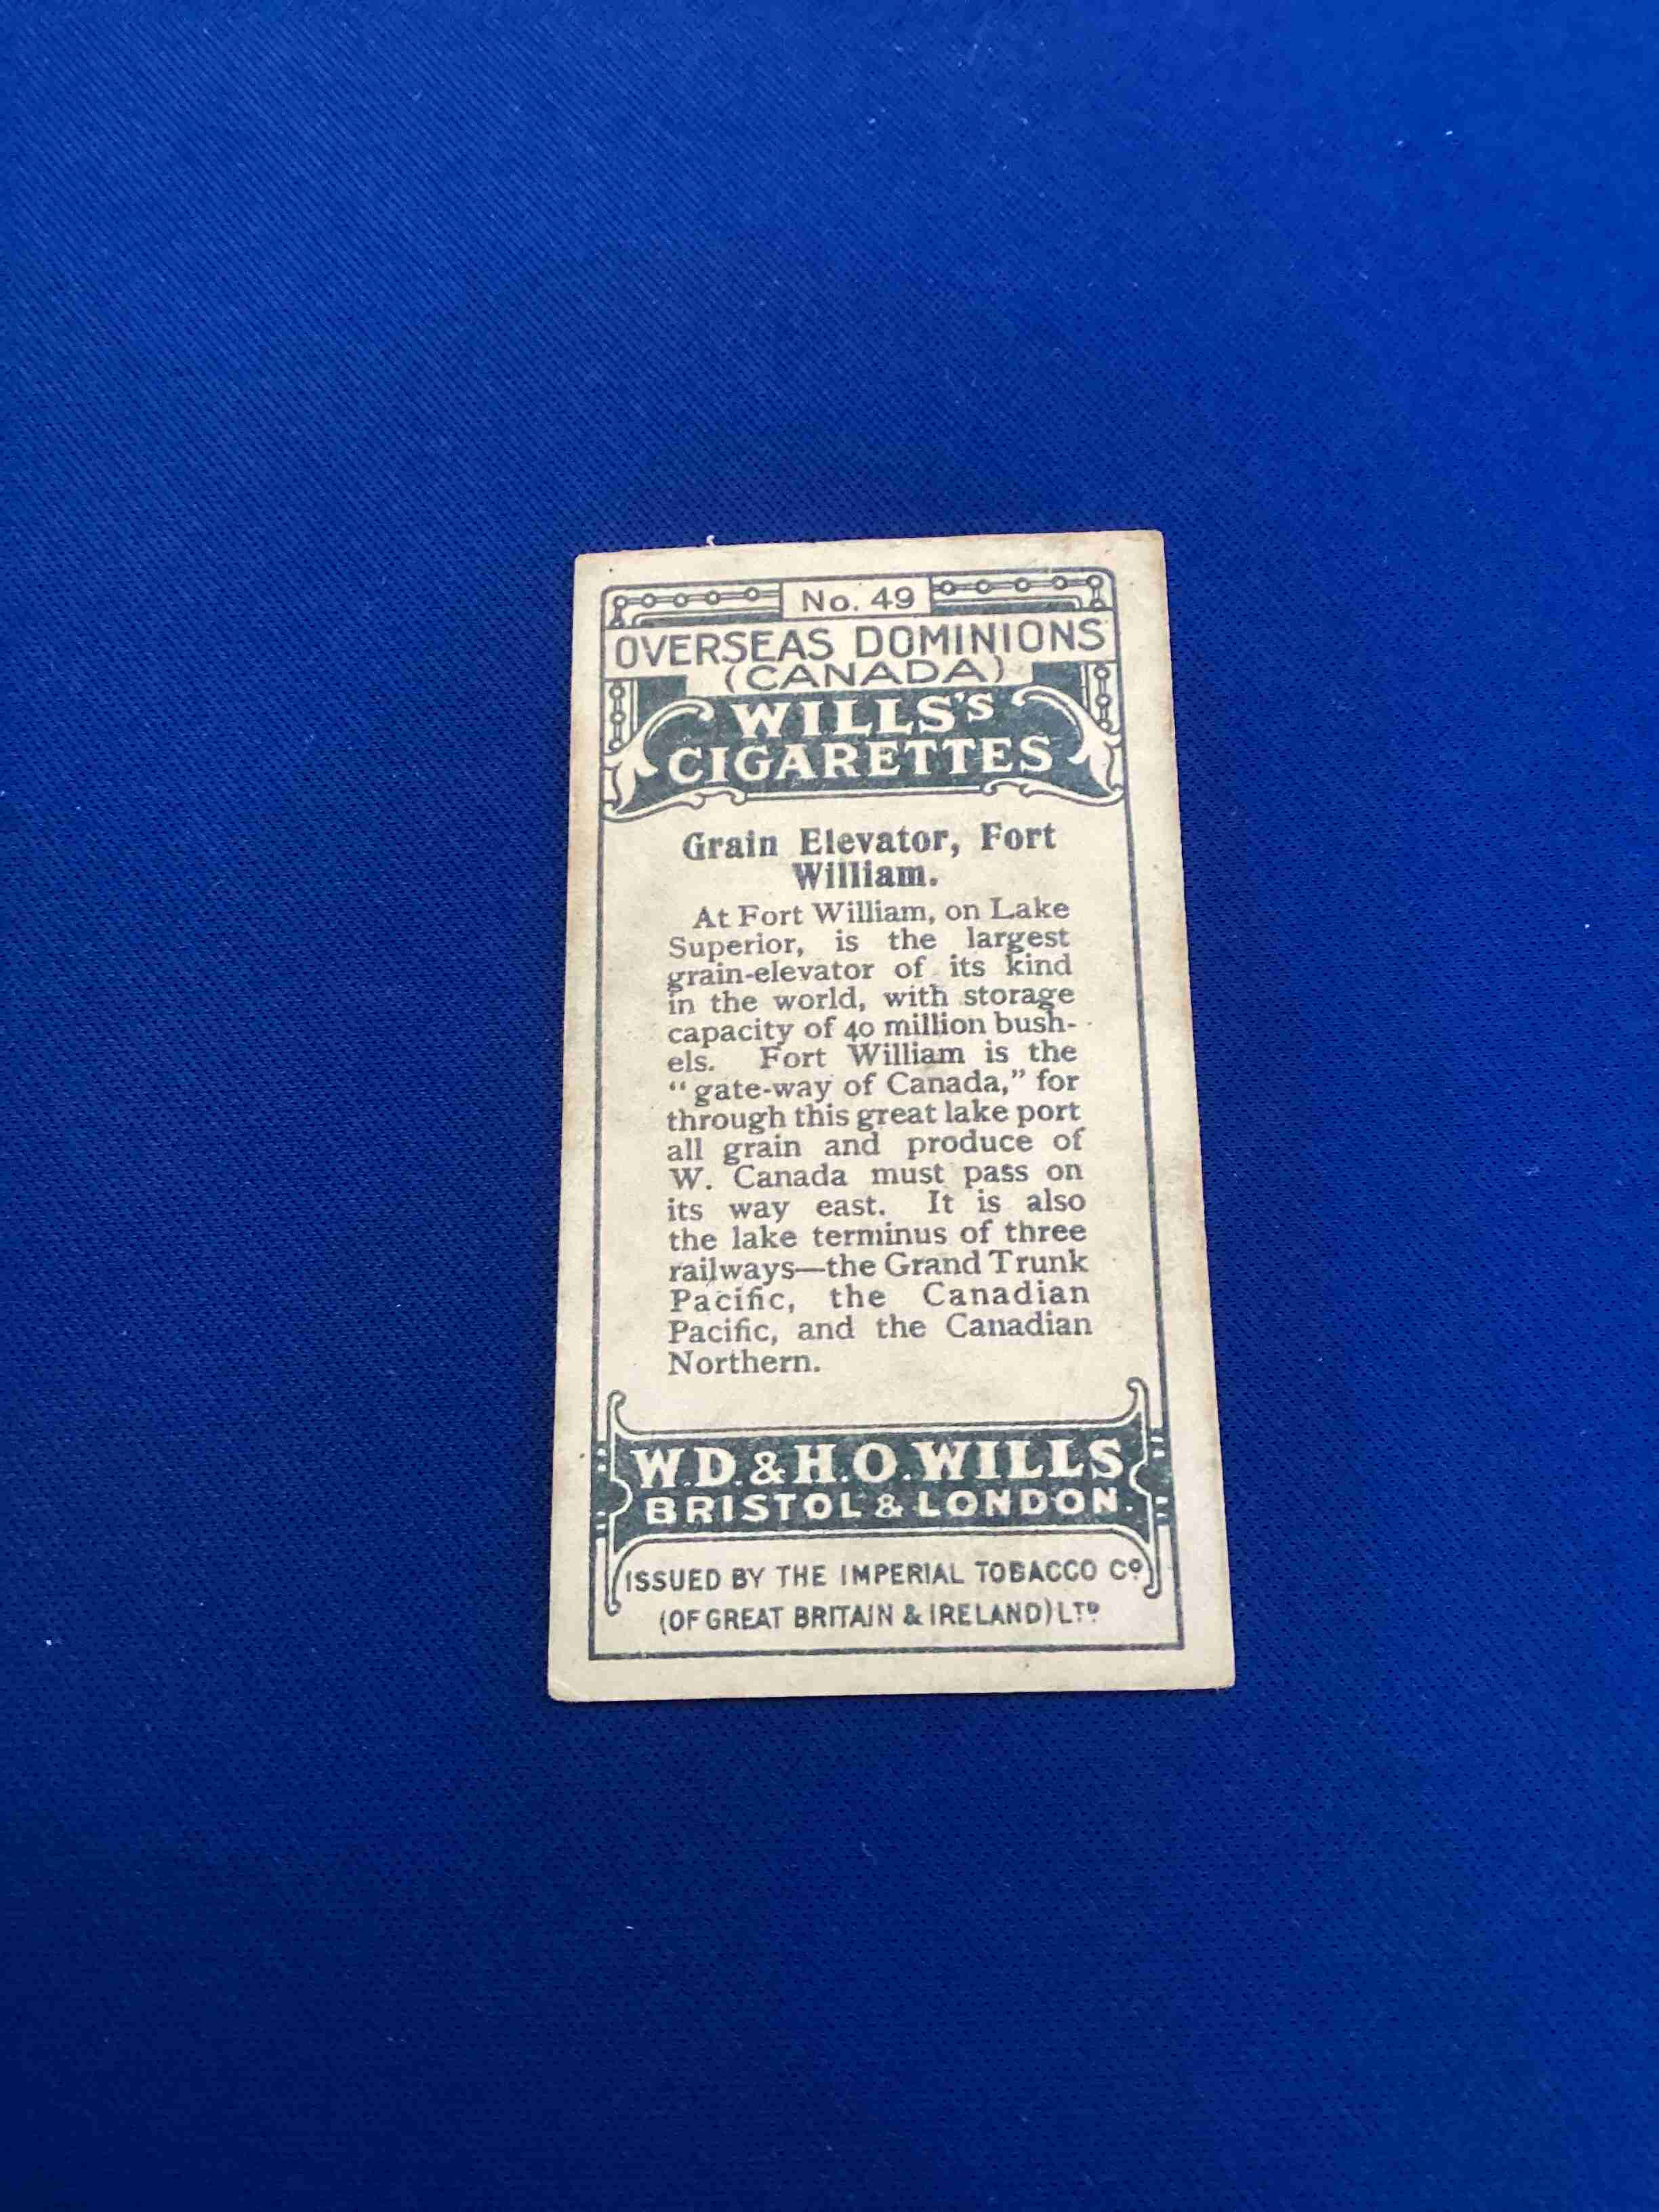 No. 49
OVERSEAS DOMINIONS
(CANADA)
WILLS'S
CIGARETTES
Grain Elevator, Fort
William.
At Fort William, on Lake
Superior, is the largest
grain-elevator of its kind
in the world, with storage
capacity of 40 million bush-
els. Fort William is the
“gate-way of Canada,” for
through this great lake port
all grain and produce of
W. Canada must pass on
its way east. It is also
the lake terminus of three
railways—the Grand Trunk
Pacific, the Canadian
Pacific, and the Canadian
Northern.
W.D. & H.O. WILLS
BRISTOL & LONDON.
ISSUED BY THE IMPERIAL TOBACCO Cº
(OF GREAT BRITAIN & IRELAND) LTD